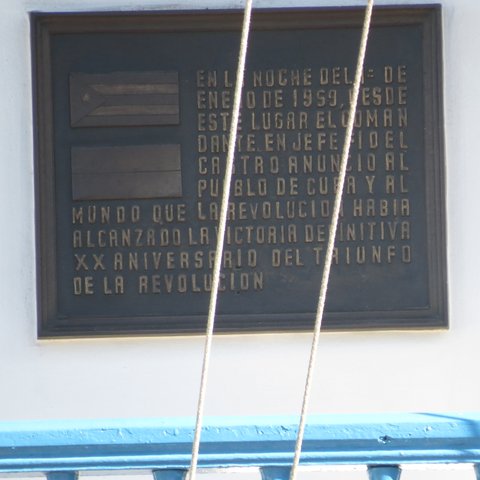 EN LA NOCHE DEL 1º DE
ENERO DE 1959, DESDE
ESTE LUGAR EL COMAN
DANTE EN JEFE FIDEL
CASTRO ANUNCIO AL
PUEBLO DE CUBA Y AL
MUNDO QUE LA REVOLUCION HABIA
ALCANZADO LA VICTORIA DEFINITIVA
XX ANIVERSARIO DEL TRIUNFO
DE LA REVOLUCION